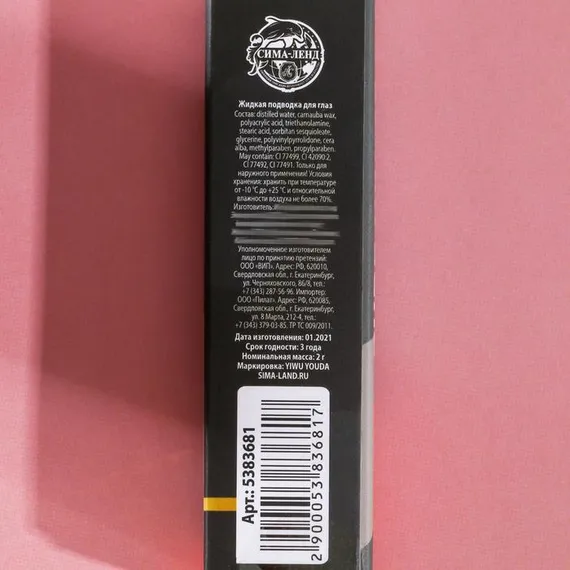 СИМА-ЛЕНД
Жидкая подводка для глаз
Состав: distilled water, carnauba wax,
polyacrylic acid, triethanolamine,
stearic acid, sorbitan sesquioleate,
glycerine, polyvinylpyrrolidone, cera
alba, methylparaben, propylparaben.
May contain: CI 77499, CI 42090:2,
CI 77492, CI 77491. Только для
наружного применения! Условия
хранения: хранить при температуре
от -10 °С до +25 °С и относительной
влажности воздуха не более 70%.
Изготовитель:
Уполномоченное изготовителем
лицо по принятию претензий:
ООО «ВИП». Адрес: РФ, 620010,
Свердловская обл., г. Екатеринбург,
ул. Черняховского, 86/8, тел.:
+7 (343) 287-56-96. Импортер:
ООО «Пилат». Адрес: РФ, 620085,
Свердловская обл., г. Екатеринбург,
ул. 8 Марта, 212-4, тел.:
+7 (343) 379-03-85. ТР ТС 009/2011.
Дата изготовления: 01.2021
Срок годности: 3 года
Номинальная масса: 2 г
Маркировка: YIWU YOUDA
SIMA-LAND.RU
Арт.: 5383681
2 900053 836817